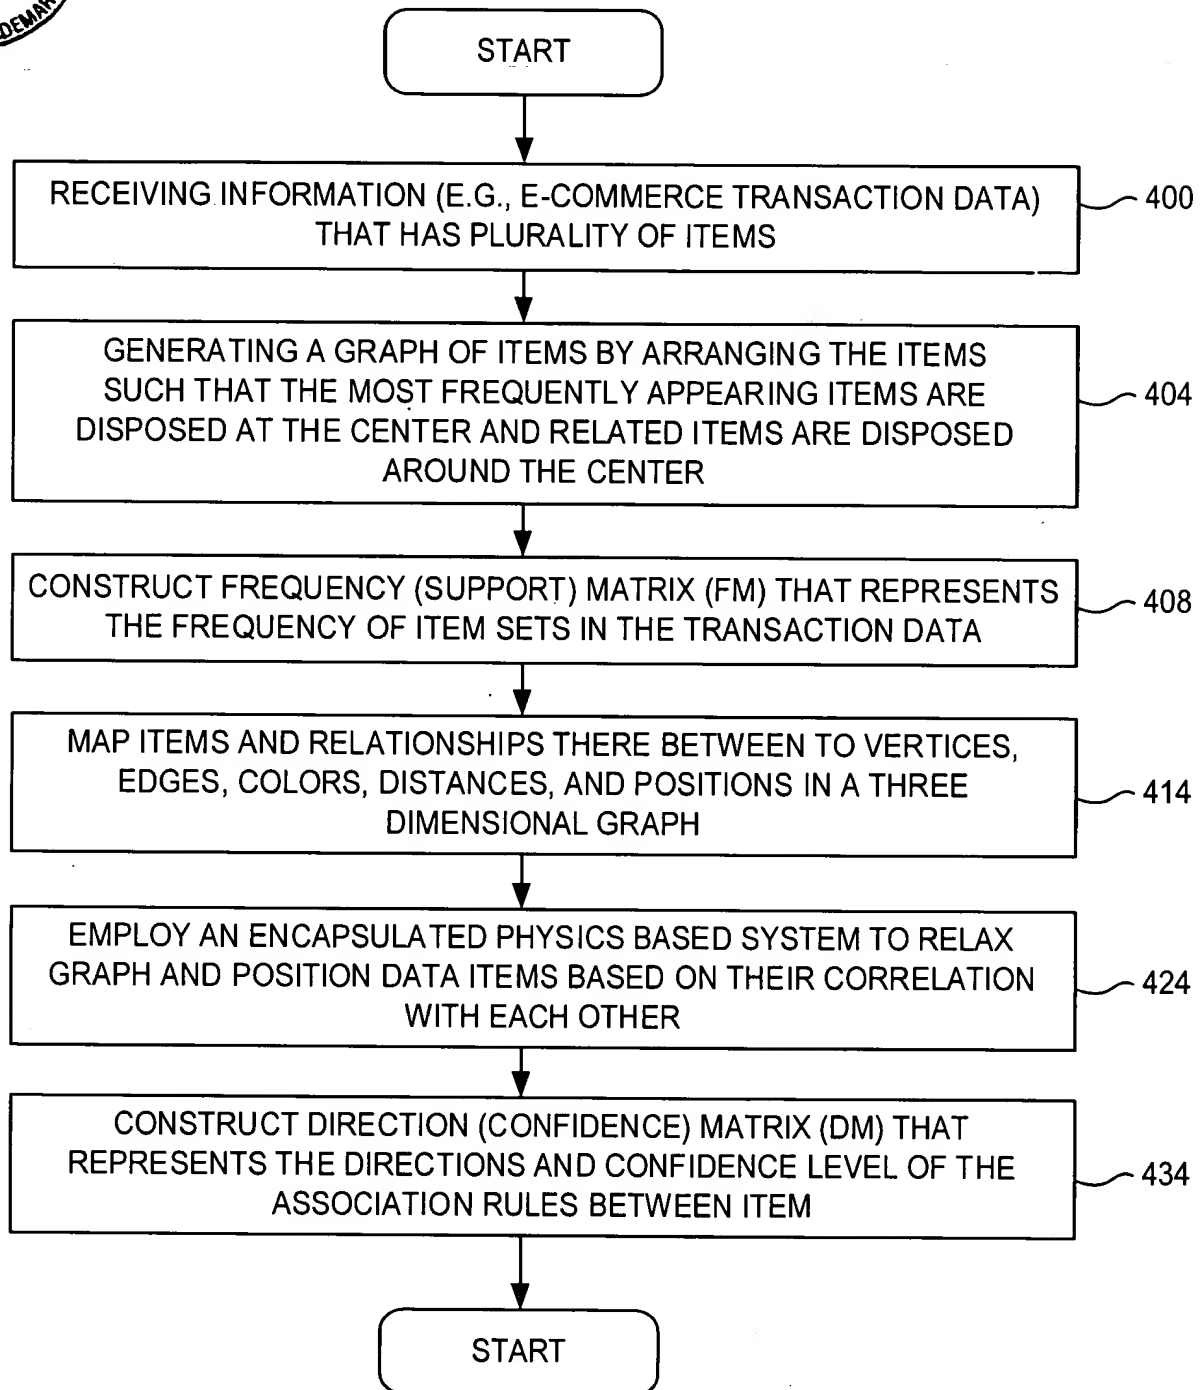 START
RECEIVING INFORMATION (E.G., E-COMMERCE TRANSACTION DATA)
THAT HAS PLURALITY OF ITEMS
400
GENERATING A GRAPH OF ITEMS BY ARRANGING THE ITEMS
SUCH THAT THE MOST FREQUENTLY APPEARING ITEMS ARE
DISPOSED AT THE CENTER AND RELATED ITEMS ARE DISPOSED
AROUND THE CENTER
404
CONSTRUCT FREQUENCY (SUPPORT) MATRIX (FM) THAT REPRESENTS
THE FREQUENCY OF ITEM SETS IN THE TRANSACTION DATA
408
MAP ITEMS AND RELATIONSHIPS THERE BETWEEN TO VERTICES,
EDGES, COLORS, DISTANCES, AND POSITIONS IN A THREE
DIMENSIONAL GRAPH
414
EMPLOY AN ENCAPSULATED PHYSICS BASED SYSTEM TO RELAX
GRAPH AND POSITION DATA ITEMS BASED ON THEIR CORRELATION
WITH EACH OTHER
424
CONSTRUCT DIRECTION (CONFIDENCE) MATRIX (DM) THAT
REPRESENTS THE DIRECTIONS AND CONFIDENCE LEVEL OF THE
ASSOCIATION RULES BETWEEN ITEM
434
START